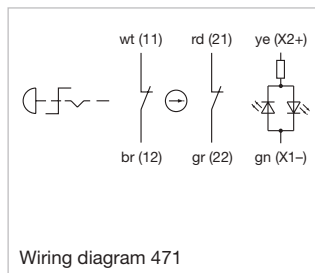 wt (11) rd (21) ye (X2+)
br (12) gr (22) gn (X1–)
Wiring diagram 471